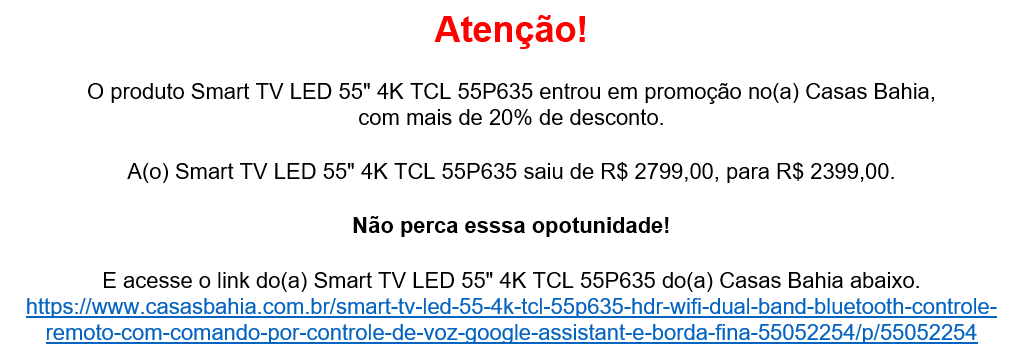 Atenção!
O produto Smart TV LED 55" 4K TCL 55P635 entrou em promoção no(a) Casas Bahia,
com mais de 20% de desconto.
A(o) Smart TV LED 55" 4K TCL 55P635 saiu de R$ 2799,00, para R$ 2399,00.
Não perca esssa opotunidade!
E acesse o link do(a) Smart TV LED 55" 4K TCL 55P635 do(a) Casas Bahia abaixo.
https://www.casasbahia.com.br/smart-tv-led-55-4k-tcl-55p635-hdr-wifi-dual-band-bluetooth-controle-
remoto-com-comando-por-controle-de-voz-google-assistant-e-borda-fina-55052254/p/55052254